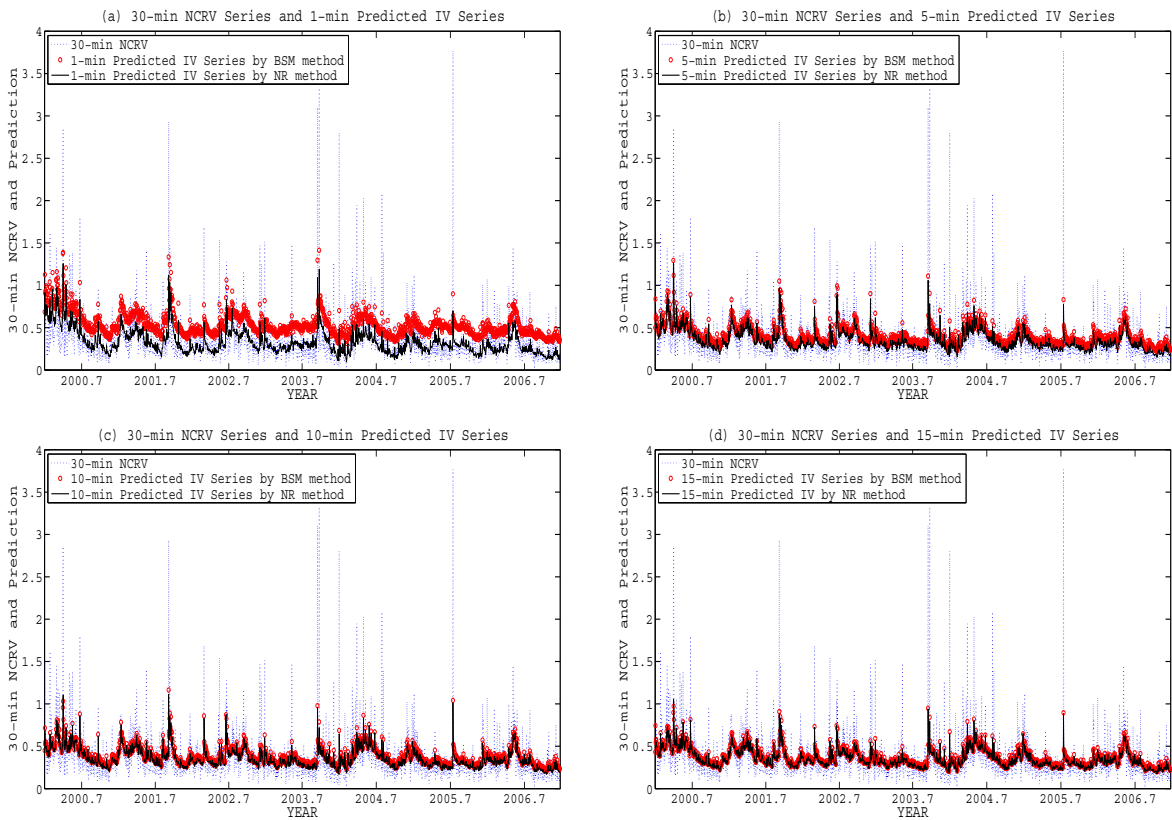 (a) 30-min NCRV Series and 1-min Predicted IV Series
30-min NCRV and Prediction
4
3.5
3
2.5
2
1.5
1
0.5
0
30-min NCRV
1-min Predicted IV Series by BSM method
1-min Predicted IV Series by NR method
2000.7 2001.7 2002.7 2003.7 2004.7 2005.7 2006.7
YEAR
(b) 30-min NCRV Series and 5-min Predicted IV Series
30-min NCRV and Prediction
4
3.5
3
2.5
2
1.5
1
0.5
0
30-min NCRV
5-min Predicted IV Series by BSM method
5-min Predicted IV Series by NR method
2000.7 2001.7 2002.7 2003.7 2004.7 2005.7 2006.7
YEAR
(c) 30-min NCRV Series and 10-min Predicted IV Series
30-min NCRV and Prediction
4
3.5
3
2.5
2
1.5
1
0.5
0
30-min NCRV
10-min Predicted IV Series by BSM method
10-min Predicted IV Series by NR method
2000.7 2001.7 2002.7 2003.7 2004.7 2005.7 2006.7
YEAR
(d) 30-min NCRV Series and 15-min Predicted IV Series
30-min NCRV and Prediction
4
3.5
3
2.5
2
1.5
1
0.5
0
30-min NCRV
15-min Predicted IV Series by BSM method
15-min Predicted IV by NR method
2000.7 2001.7 2002.7 2003.7 2004.7 2005.7 2006.7
YEAR